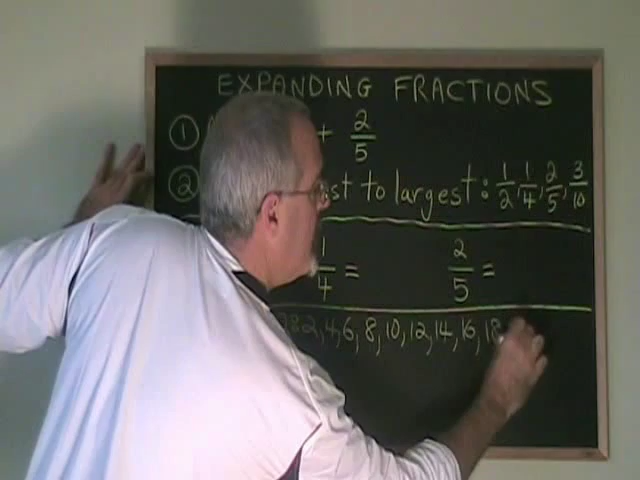 EXPANDING FRACTIONS
① + 2/5
② to largest: 1/2, 1/4, 2/5, 3/10
1/4 = 2/5 =
: 2, 4, 6, 8, 10, 12, 14, 16, 18